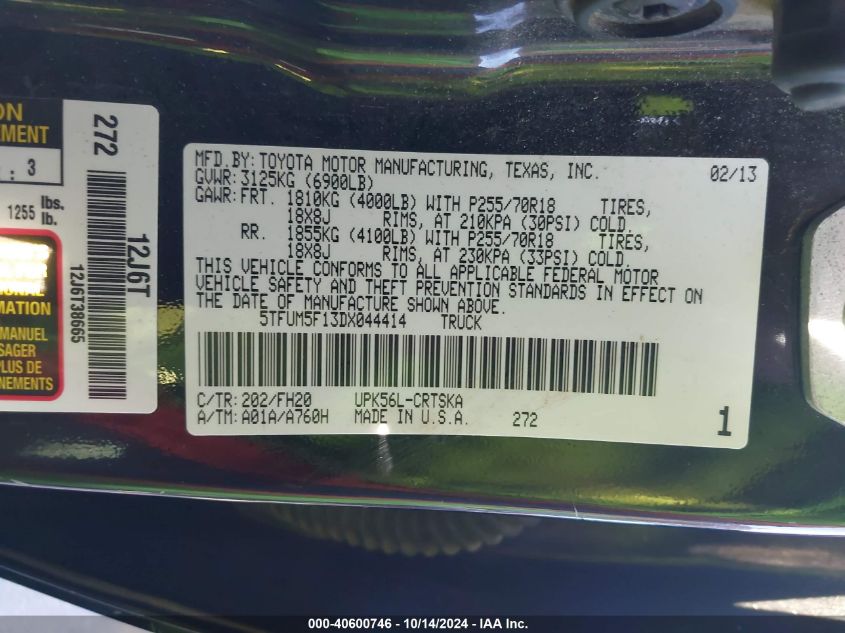 ON
EMENT
: 3
1255 lbs.
lb.
ONAL
RMATION
MANUEL
SAGER
PLUS DE
NEMENTS
272
12J6T
12J6T38665
MFD.BY: TOYOTA MOTOR MANUFACTURING, TEXAS, INC. 02/13
GVWR: 3125KG (6900LB)
GAWR: FRT. 1810KG (4000LB) WITH P255/70R18 TIRES,
18X8J RIMS, AT 210KPA (30PSI) COLD.
RR. 1855KG (4100LB) WITH P255/70R18 TIRES,
18X8J RIMS, AT 230KPA (33PSI) COLD.
THIS VEHICLE CONFORMS TO ALL APPLICABLE FEDERAL MOTOR
VEHICLE SAFETY AND THEFT PREVENTION STANDARDS IN EFFECT ON
THE DATE OF MANUFACTURE SHOWN ABOVE.
5TFUM5F13DX044414 TRUCK
C/TR: 202/FH20 UPK56L-CRTSKA
A/TM: A01A/A760H MADE IN U.S.A. 272 1
000-40600746 - 10/14/2024 - IAA Inc.